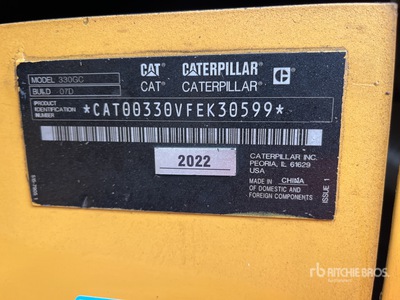 MODEL 330GC
BUILD 07D
CAT CATERPILLAR C
CAT CATERPILLAR
PRODUCT IDENTIFICATION NUMBER
*CAT00330VFEK30599*
2022
CATERPILLAR INC.
PEORIA, IL 61629
USA
MADE IN CHINA
OF DOMESTIC AND
FOREIGN COMPONENTS
ISSUE 1
rb RITCHIE BROS.